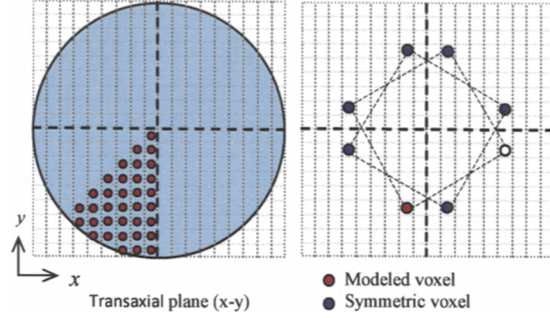 y
x
Transaxial plane (x-y)
Modeled voxel
Symmetric voxel